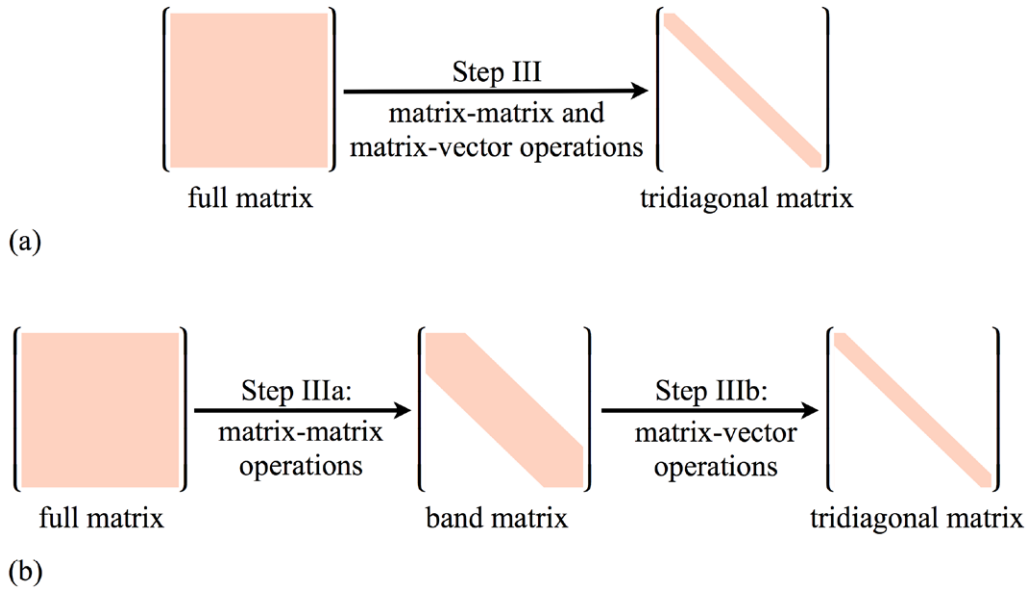 Step III
matrix-matrix and
matrix-vector operations
full matrix
tridiagonal matrix
(a)
Step IIIa:
matrix-matrix
operations
Step IIIb:
matrix-vector
operations
full matrix
band matrix
tridiagonal matrix
(b)